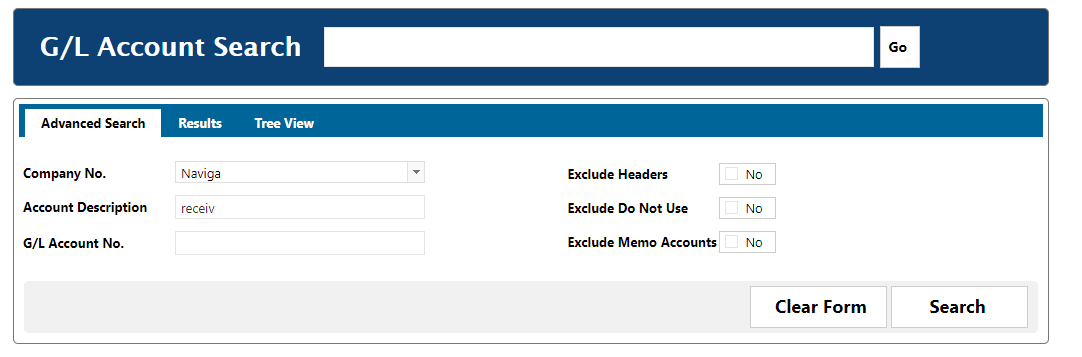 G/L Account Search Go
Advanced Search Results Tree View
Company No. Naviga Exclude Headers No
Account Description receiv Exclude Do Not Use No
G/L Account No. Exclude Memo Accounts No
Clear Form Search